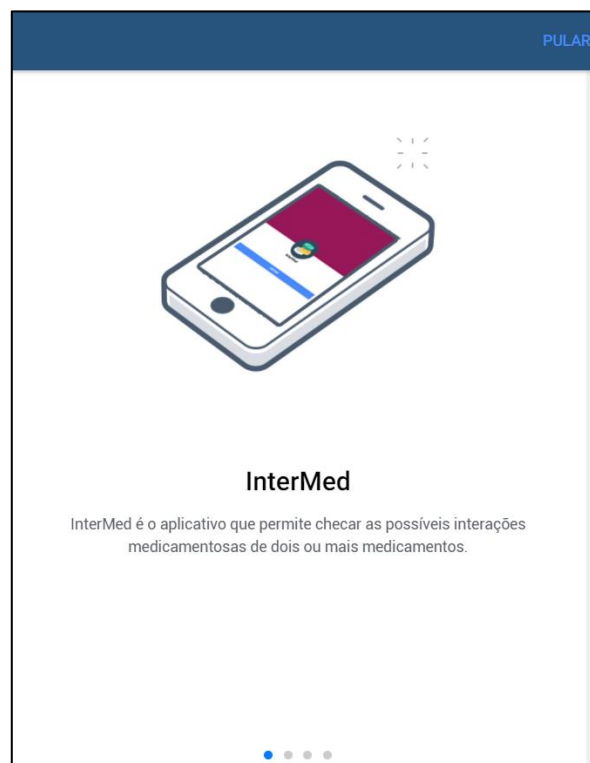 PULAR
InterMed
InterMed é o aplicativo que permite checar as possíveis interações
medicamentosas de dois ou mais medicamentos.